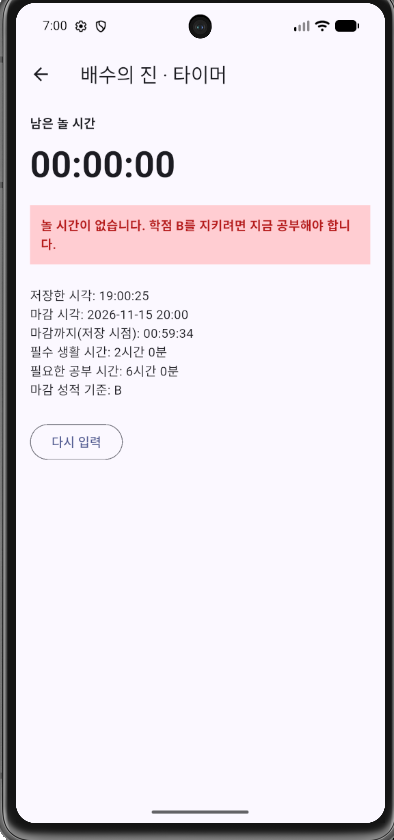 7:00
배수의 진 · 타이머
남은 놀 시간
00:00:00
놀 시간이 없습니다. 학점 B를 지키려면 지금 공부해야 합니
다.
저장한 시각: 19:00:25
마감 시각: 2026-11-15 20:00
마감까지(저장 시점): 00:59:34
필수 생활 시간: 2시간 0분
필요한 공부 시간: 6시간 0분
마감 성적 기준: B
다시 입력